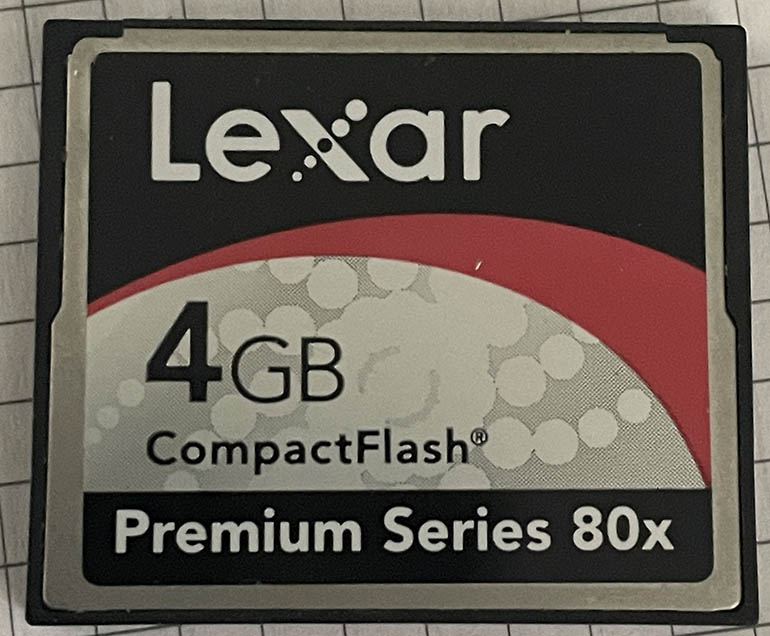 Lexar
4GB
CompactFlash®
Premium Series 80x